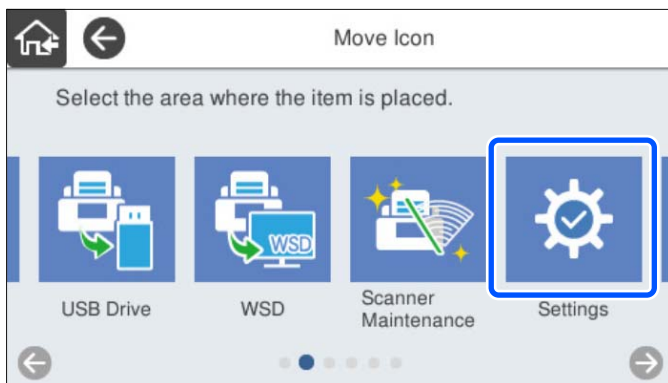 Move Icon
Select the area where the item is placed.
WSD
USB Drive
WSD
Scanner
Maintenance
Settings